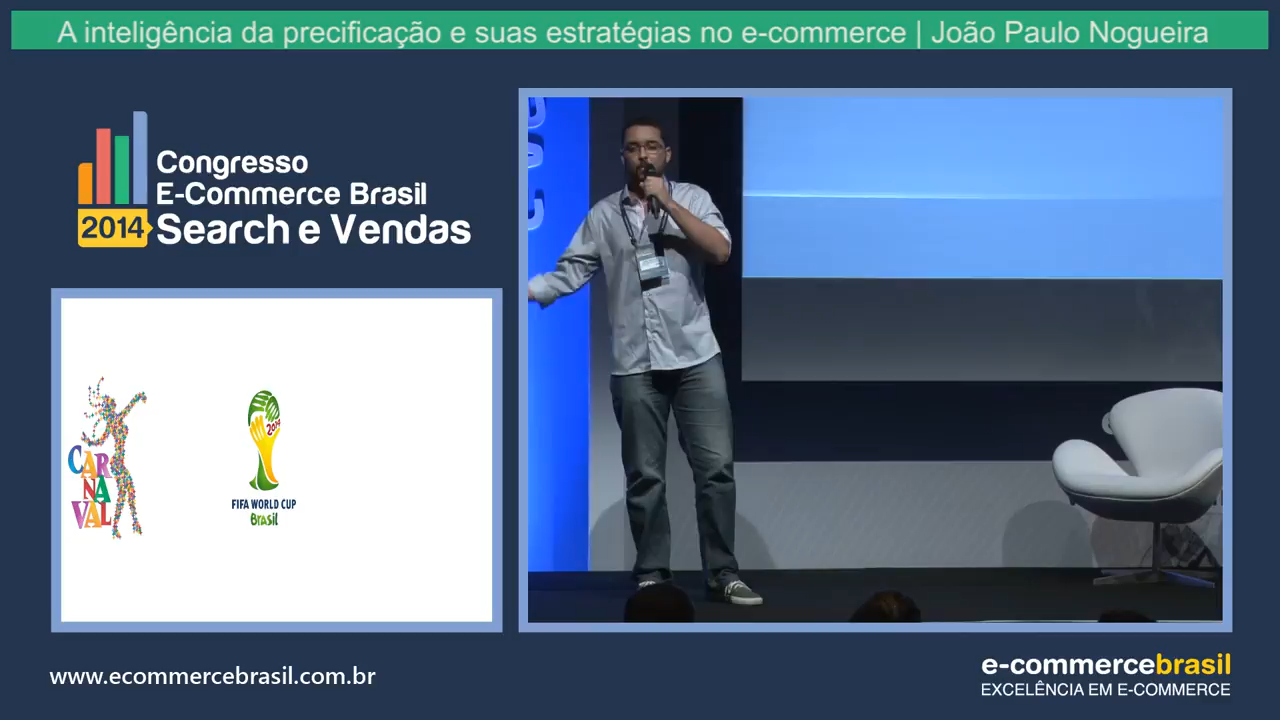 A inteligência da precificação e suas estratégias no e-commerce | João Paulo Nogueira
Congresso
E-Commerce Brasil
2014 Search e Vendas
CAR
NA
VAL
2014
FIFA WORLD CUP
Brasil
www.ecommercebrasil.com.br
e-commercebrasil
EXCELÊNCIA EM E-COMMERCE